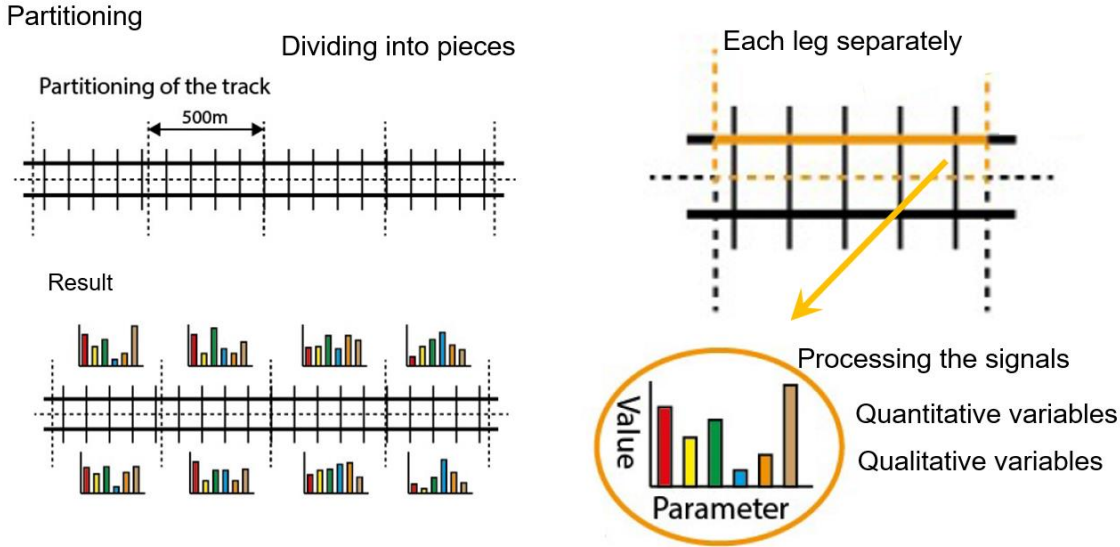 Partitioning
Dividing into pieces
Partitioning of the track
500m
Result
Each leg separately
Processing the signals
Quantitative variables
Qualitative variables
Value
Parameter